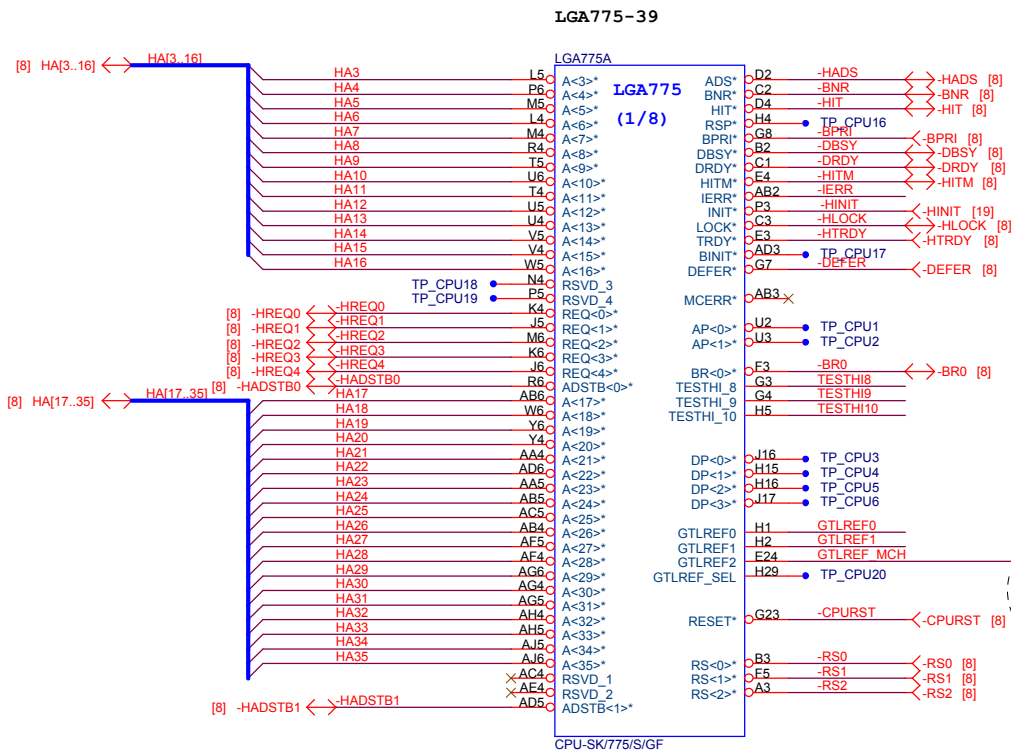 LGA775-39
LGA775A
LGA775
(1/8)
[8] HA[3..16] HA[3..16]
HA3 L5 A<3>* ADS* D2 -HADS -HADS [8]
HA4 P6 A<4>* BNR* C2 -BNR -BNR [8]
HA5 M5 A<5>* HIT* D4 -HIT -HIT [8]
HA6 L4 A<6>* RSP* H4 TP_CPU16
HA7 M4 A<7>* BPRI* G8 -BPRI -BPRI [8]
HA8 R4 A<8>* DBSY* B2 -DBSY -DBSY [8]
HA9 T5 A<9>* DRDY* C1 -DRDY -DRDY [8]
HA10 U6 A<10>* HITM* E4 -HITM -HITM [8]
HA11 T4 A<11>* IERR* AB2 -IERR
HA12 U5 A<12>* INIT* P3 -HINIT -HINIT [19]
HA13 U4 A<13>* LOCK* C3 -HLOCK -HLOCK [8]
HA14 V5 A<14>* TRDY* E3 -HTRDY -HTRDY [8]
HA15 V4 A<15>* BINIT* AD3 TP_CPU17
HA16 W5 A<16>* DEFER* G7 -DEFER -DEFER [8]
TP_CPU18 N4 RSVD_3
TP_CPU19 P5 RSVD_4 MCERR* AB3
[8] -HREQ0 -HREQ0 K4 REQ<0>*
[8] -HREQ1 -HREQ1 J5 REQ<1>* AP<0>* U2 TP_CPU1
[8] -HREQ2 -HREQ2 M6 REQ<2>* AP<1>* U3 TP_CPU2
[8] -HREQ3 -HREQ3 K6 REQ<3>*
[8] -HREQ4 -HREQ4 J6 REQ<4>* BR<0>* F3 -BR0 -BR0 [8]
[8] -HADSTB0 -HADSTB0 R6 ADSTB<0>* TESTHI_8 G3 TESTHI8
[8] HA[17..35] HA[17..35]
HA17 AB6 A<17>* TESTHI_9 G4 TESTHI9
HA18 W6 A<18>* TESTHI_10 H5 TESTHI10
HA19 Y6 A<19>*
HA20 Y4 A<20>*
HA21 AA4 A<21>* DP<0>* J16 TP_CPU3
HA22 AD6 A<22>* DP<1>* H15 TP_CPU4
HA23 AA5 A<23>* DP<2>* H16 TP_CPU5
HA24 AB5 A<24>* DP<3>* J17 TP_CPU6
HA25 AC5 A<25>*
HA26 AB4 A<26>* GTLREF0 H1 GTLREF0
HA27 AF5 A<27>* GTLREF1 H2 GTLREF1
HA28 AF4 A<28>* GTLREF2 E24 GTLREF_MCH
HA29 AG6 A<29>* GTLREF_SEL H29 TP_CPU20
HA30 AG4 A<30>*
HA31 AG5 A<31>*
HA32 AH4 A<32>* RESET* G23 -CPURST -CPURST [8]
HA33 AH5 A<33>*
HA34 AJ5 A<34>*
HA35 AJ6 A<35>* RS<0>* B3 -RS0 -RS0 [8]
AC4 RSVD_1 RS<1>* F5 -RS1 -RS1 [8]
AE4 RSVD_2 RS<2>* A3 -RS2 -RS2 [8]
[8] -HADSTB1 -HADSTB1 AD5 ADSTB<1>*
CPU-SK/775/S/GF